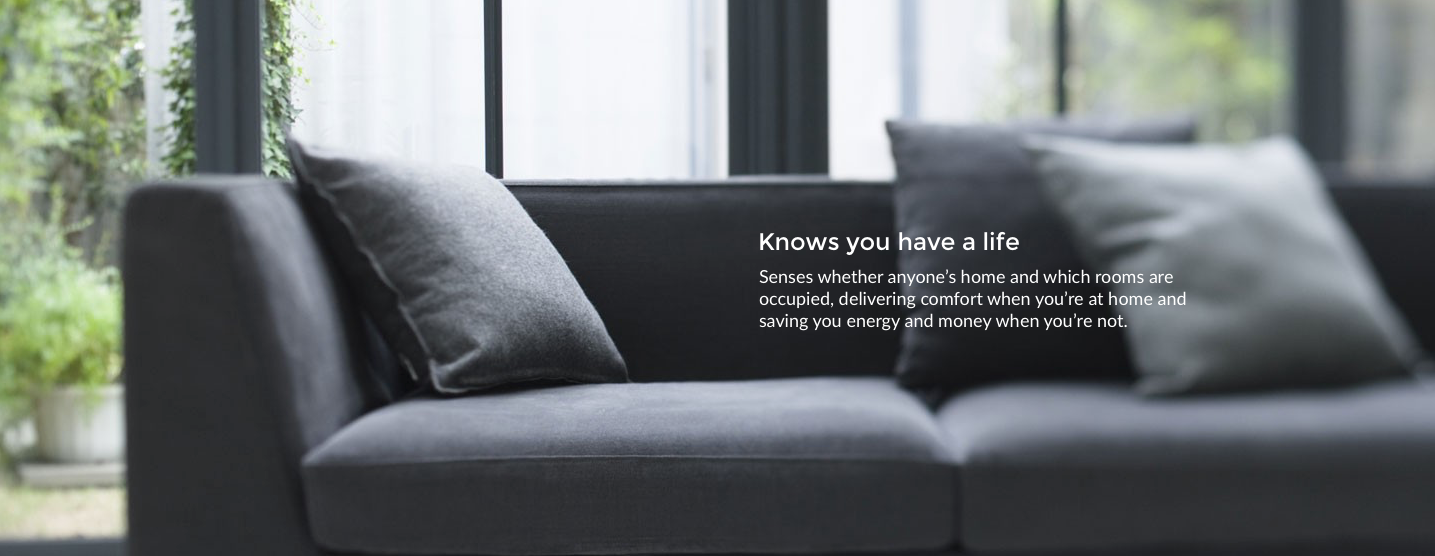 Knows you have a life
Senses whether anyone’s home and which rooms are
occupied, delivering comfort when you’re at home and
saving you energy and money when you’re not.